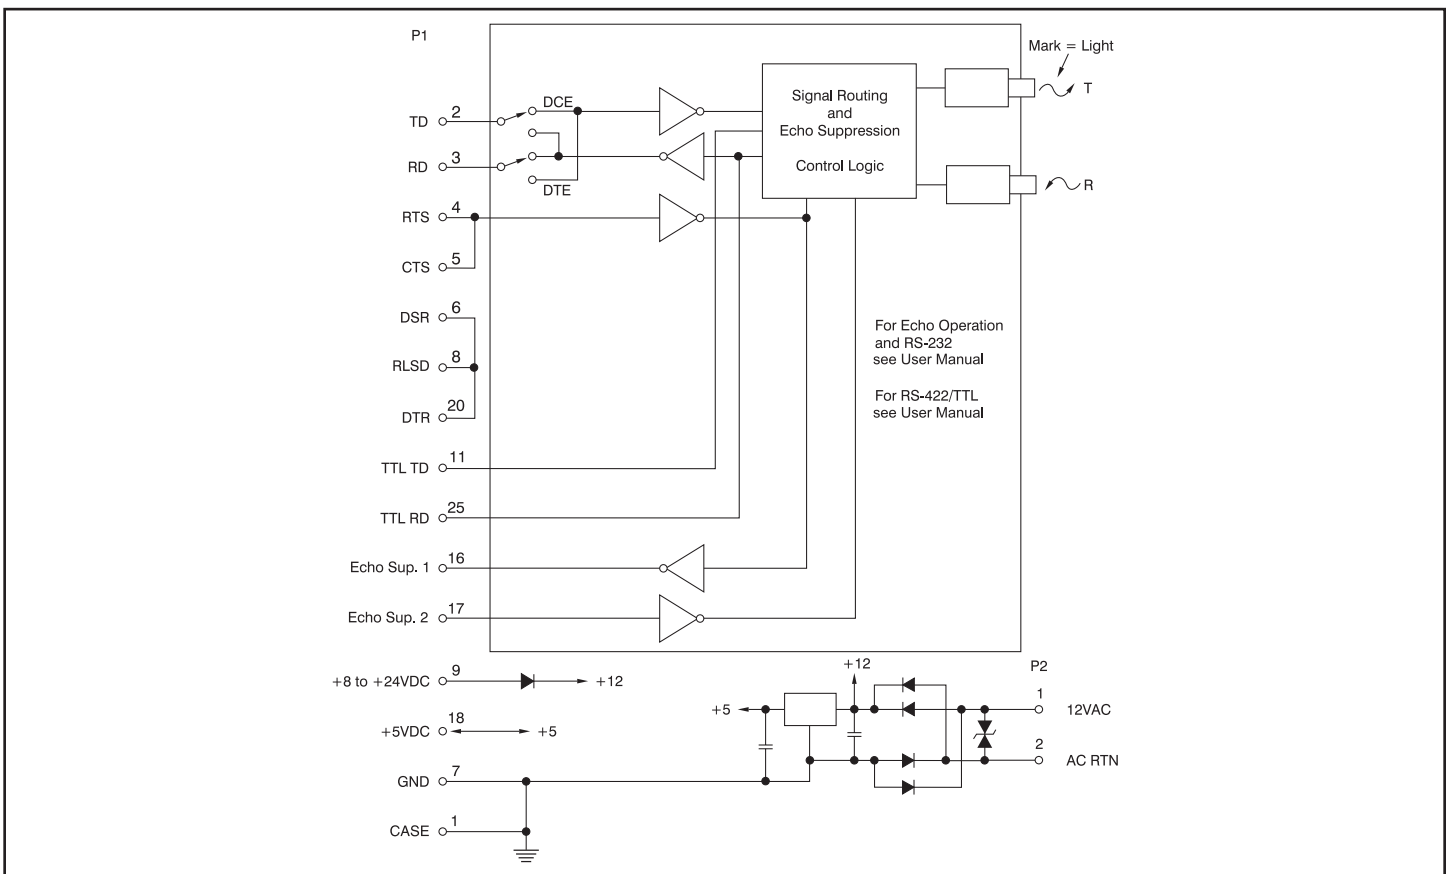 P1
Mark = Light
T
Signal Routing
and
Echo Suppression
Control Logic
DCE
TD 2
RD 3
DTE
R
RTS 4
CTS 5
DSR 6
RLSD 8
DTR 20
For Echo Operation
and RS-232
see User Manual
For RS-422/TTL
see User Manual
TTL TD 11
TTL RD 25
Echo Sup. 1 16
Echo Sup. 2 17
+8 to +24VDC 9
+12
+5VDC 18
+5
GND 7
CASE 1
+12
P2
+5
1
12VAC
2
AC RTN